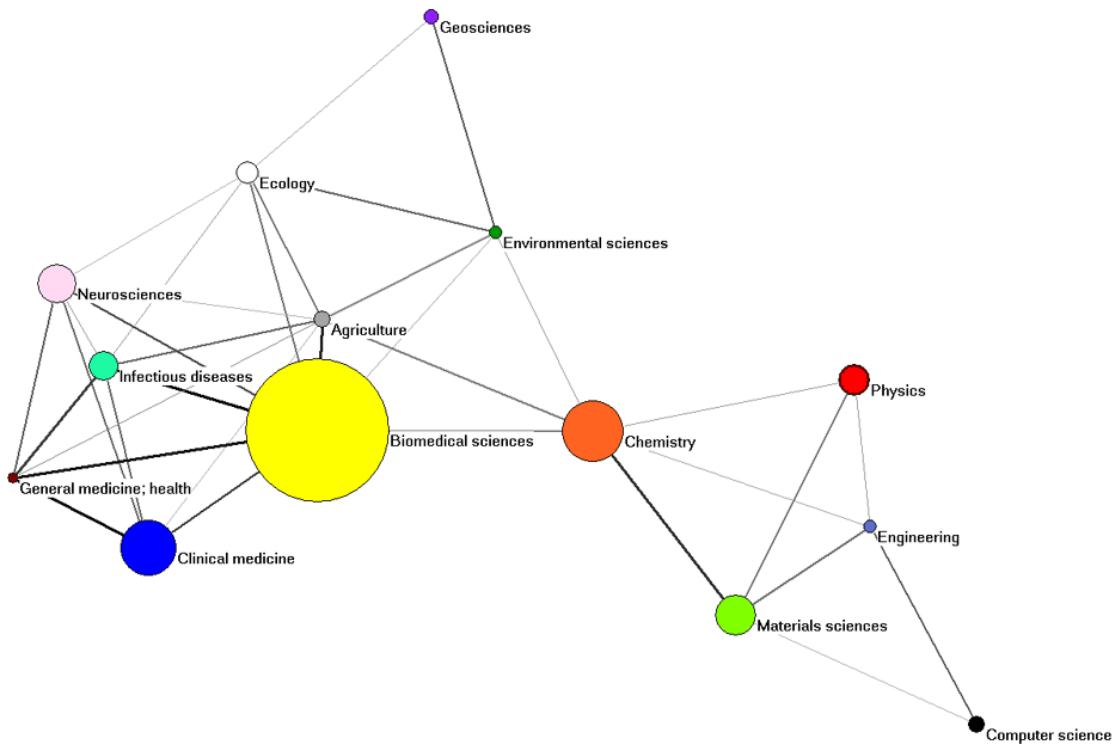 Geosciences
Ecology
Environmental sciences
Neurosciences
Agriculture
Infectious diseases
Physics
Biomedical sciences
Chemistry
General medicine; health
Engineering
Clinical medicine
Materials sciences
Computer science